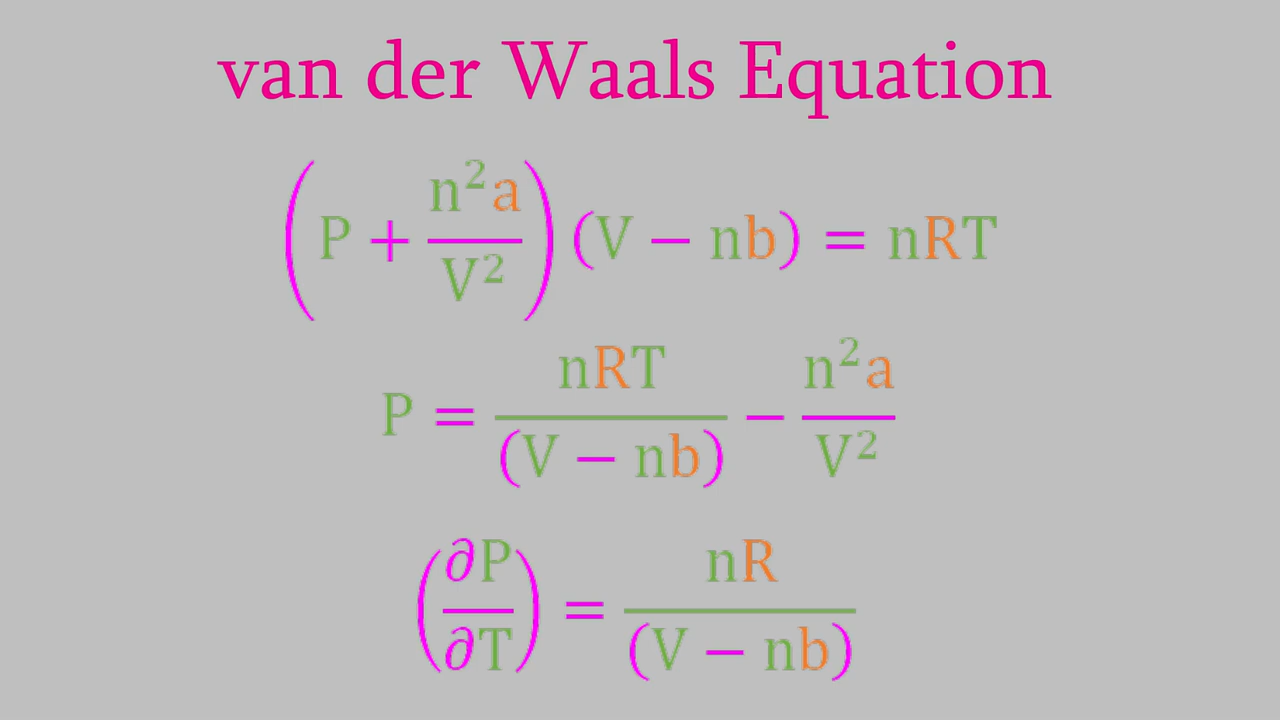 van der Waals Equation
(P + n²a/V²) (V − nb) = nRT
P = nRT/(V − nb) − n²a/V²
(∂P/∂T) = nR/(V − nb)